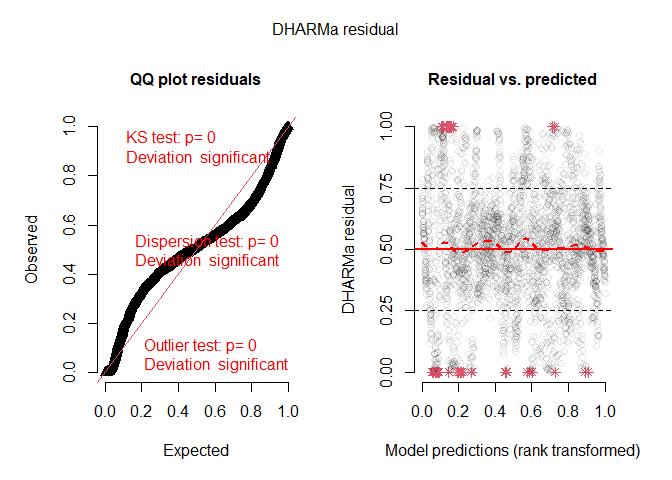 DHARMa residual
QQ plot residuals
Observed
0.0 0.2 0.4 0.6 0.8 1.0
KS test: p= 0
Deviation significant
Dispersion test: p= 0
Deviation significant
Outlier test: p= 0
Deviation significant
0.0 0.2 0.4 0.6 0.8 1.0
Expected
Residual vs. predicted
DHARMa residual
0.00 0.25 0.50 0.75 1.00
0.0 0.2 0.4 0.6 0.8 1.0
Model predictions (rank transformed)